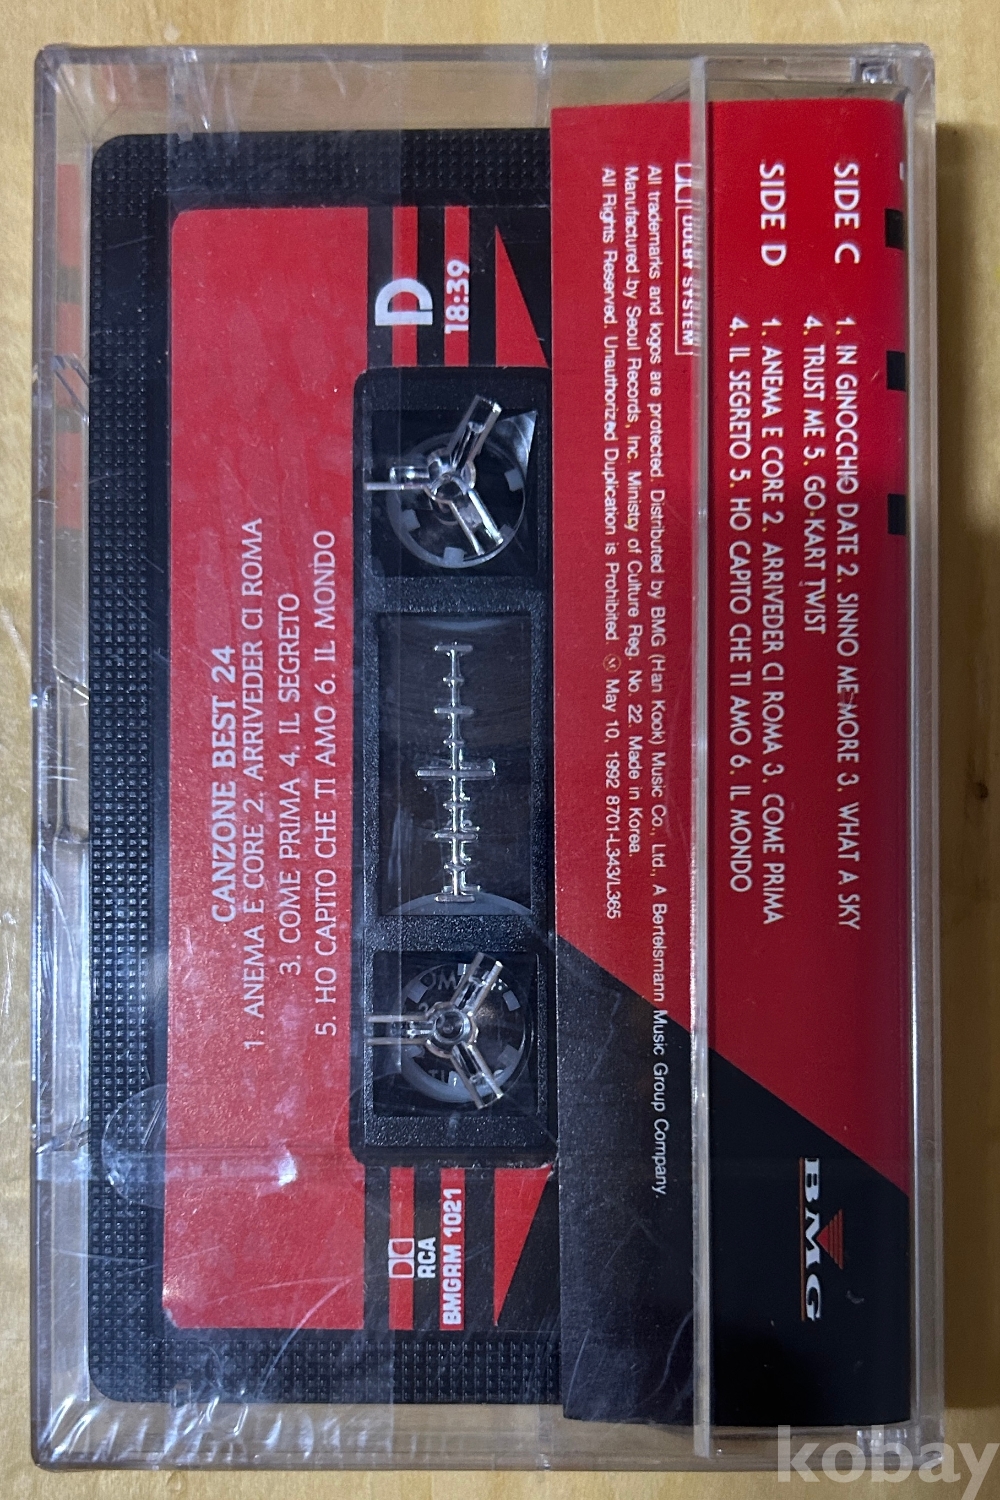 SIDE C
1. IN GINOCCHIO DATE 2. SINNO ME MORE 3. WHAT A SKY
4. TRUST ME 5. GO-KART TWIST
SIDE D
1. ANEMA E CORE 2. ARRIVEDER CI ROMA 3. COME PRIMA
4. IL SEGRETO 5. HO CAPITO CHE TI AMO 6. IL MONDO
BMG
DOLBY SYSTEM
All trademarks and logos are protected. Distributed by BMG (Han Kook) Music Co., Ltd., A Bertelsmann Music Group Company.
Manufactured by Seoul Records, Inc. Ministry of Culture Reg. No. 22. Made in Korea.
All Rights Reserved. Unauthorized Duplication is Prohibited Ⓜ May 10, 1992 8701-L343/L365
D
18:39
RCA
BMGRM 1021
CANZONE BEST 24
1. ANEMA E CORE 2. ARRIVEDER CI ROMA
3. COME PRIMA 4. IL SEGRETO
5. HO CAPITO CHE TI AMO 6. IL MONDO
kobay